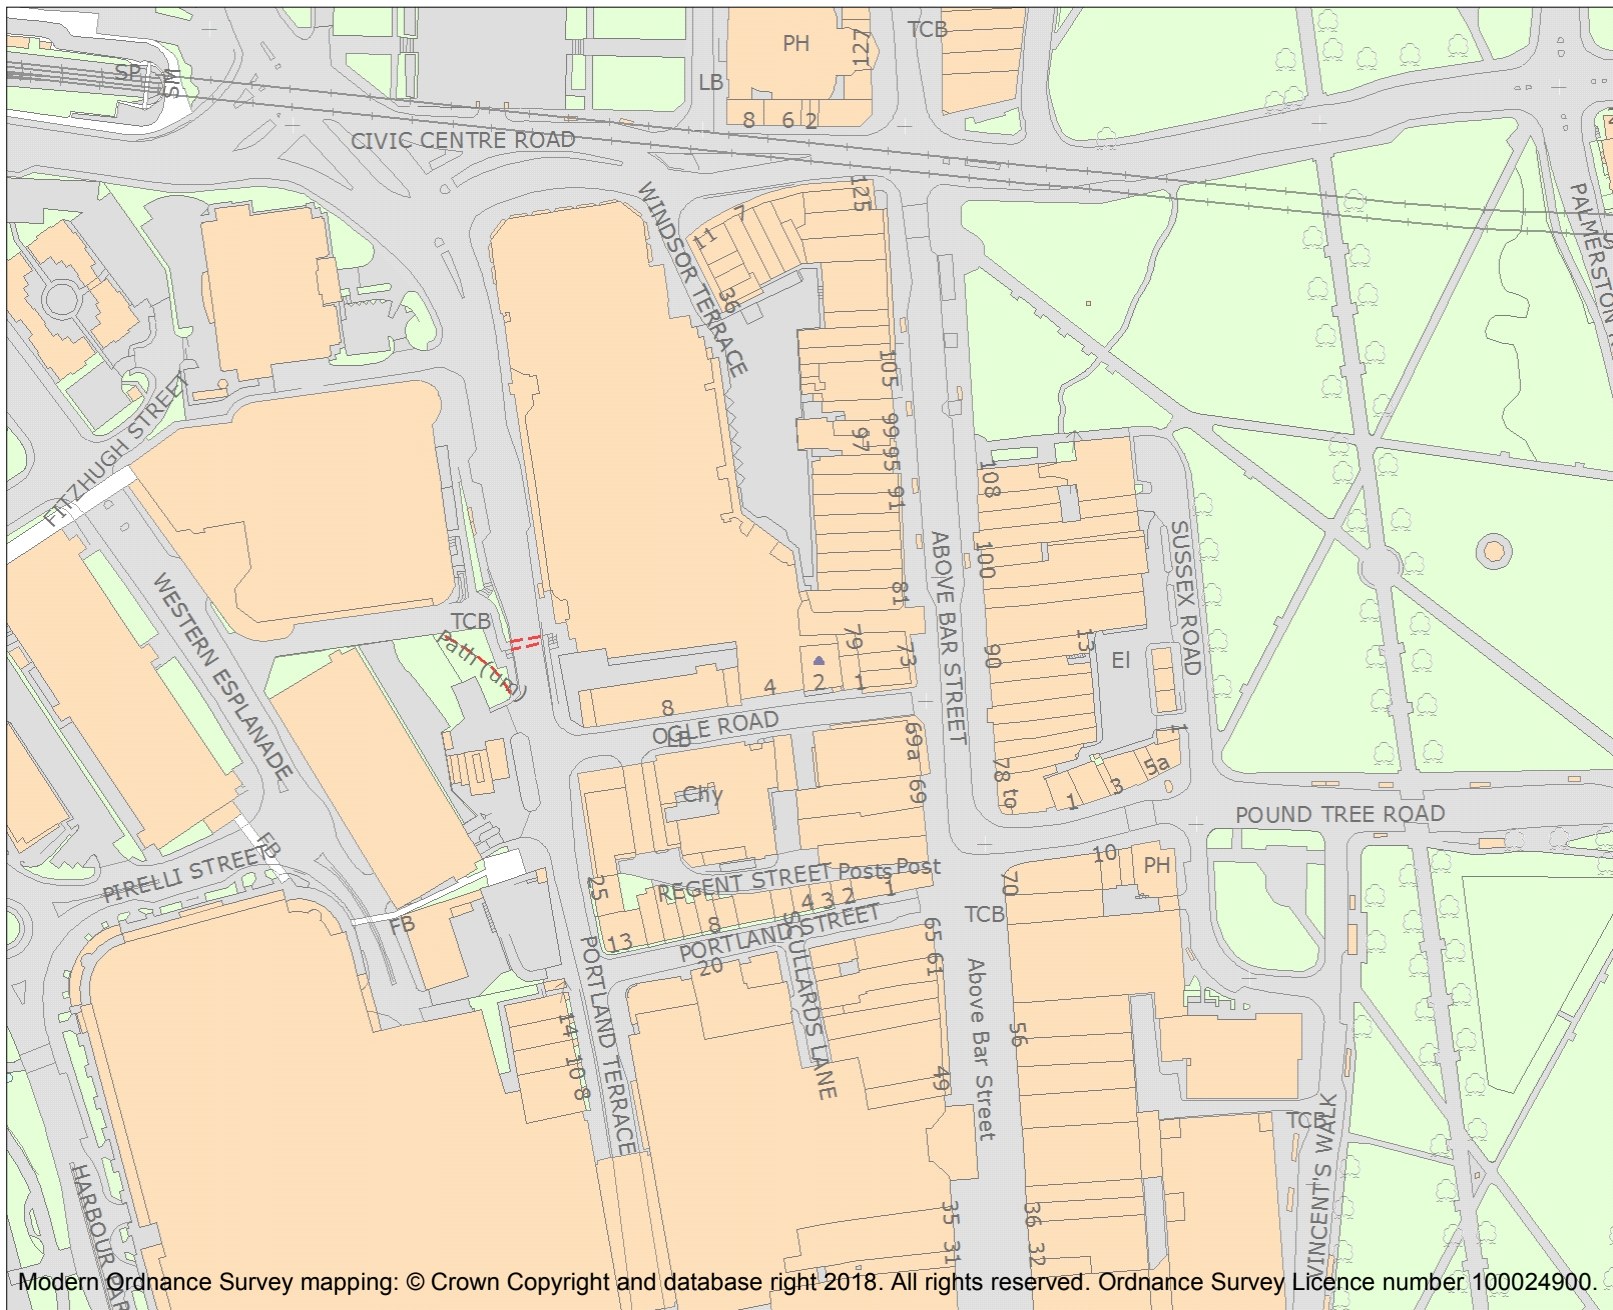 PH
127
TCB
SP
SM
LB
8 6 2
CIVIC CENTRE ROAD
WINDSOR TERRACE
7
11
36
125
PALMERSTON
105
99
97
95
91
81
79
73
108
100
90
13
El
ABOVE BAR STREET
SUSSEX ROAD
FITZHUGH STREET
WESTERN ESPLANADE
TCB
Path (um)
8
4
2
1
OGLE ROAD
LB
69a
69
78 to
1
3
5a
1
POUND TREE ROAD
Chy
FB
PIRELLI STREET
FB
25
REGENT STREET
Posts
Post
13
8
4
3
2
1
PORTLAND STREET
20
SCULLARDS LANE
10
PH
70
TCB
65
61
Above Bar Street
56
49
14
10
8
PORTLAND TERRACE
TCB
VINCENT'S WALK
35
31
36
32
Modern Ordnance Survey mapping: © Crown Copyright and database right 2018. All rights reserved. Ordnance Survey Licence number 100024900.